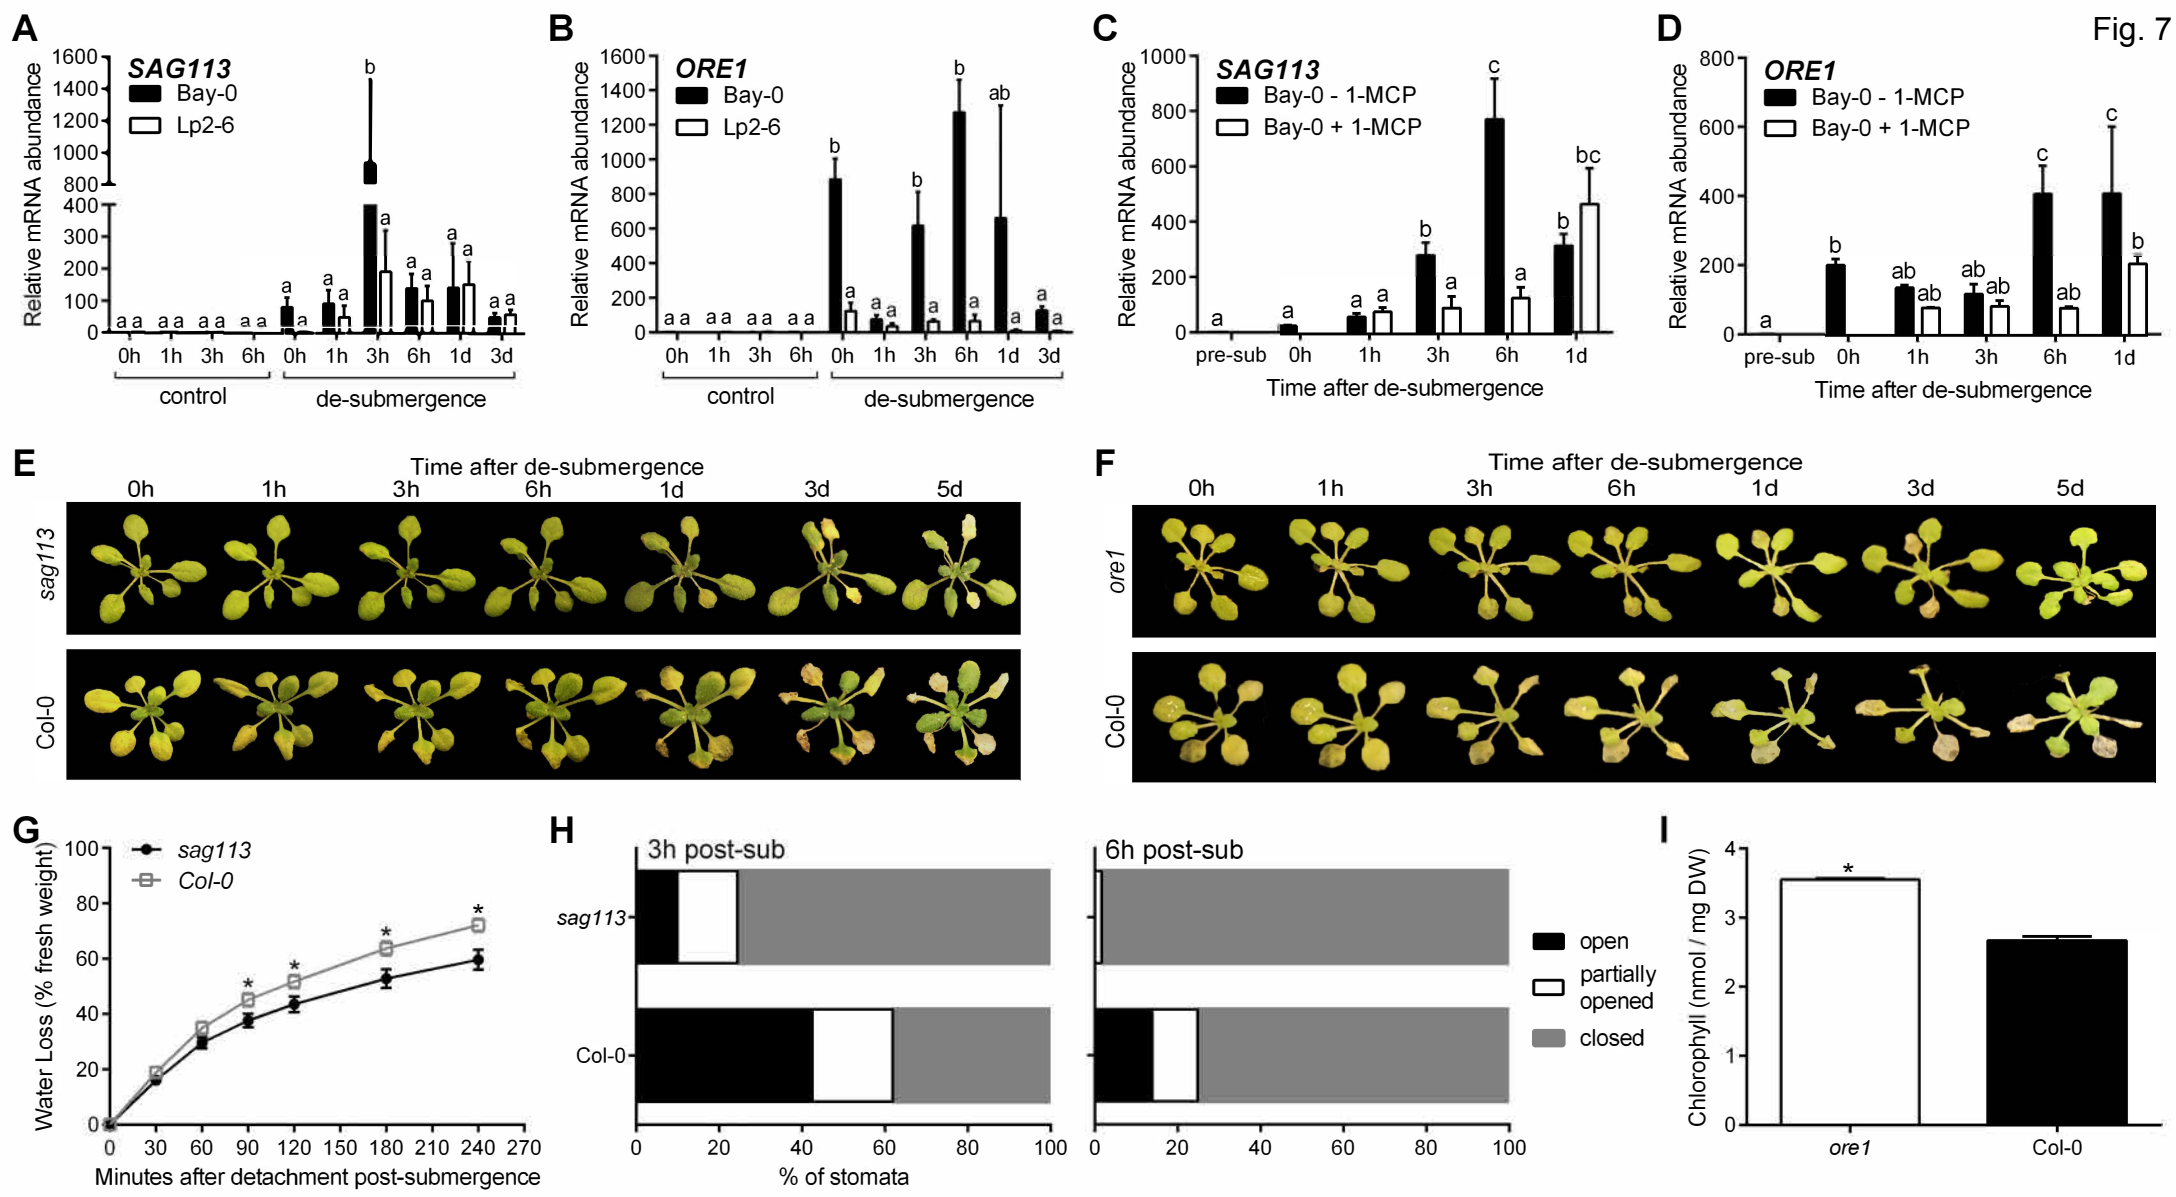 Fig. 7
A
SAG113
Bay-0
Lp2-6
Relative mRNA abundance
1600
1400
1200
1000
800
400
300
200
100
0
a a a a a a a a a a a a b a a a a a a a
0h 1h 3h 6h 0h 1h 3h 6h 1d 3d
control de-submergence
B
ORE1
Bay-0
Lp2-6
Relative mRNA abundance
1600
1400
1200
1000
800
600
400
200
0
a a a a a a a a b a a a b a b a ab a a a
0h 1h 3h 6h 0h 1h 3h 6h 1d 3d
control de-submergence
C
SAG113
Bay-0 - 1-MCP
Bay-0 + 1-MCP
Relative mRNA abundance
1000
800
600
400
200
0
a a a a b a c a b bc
pre-sub 0h 1h 3h 6h 1d
Time after de-submergence
D
ORE1
Bay-0 - 1-MCP
Bay-0 + 1-MCP
Relative mRNA abundance
800
600
400
200
0
a b ab ab ab ab c ab c b
pre-sub 0h 1h 3h 6h 1d
Time after de-submergence
E
Time after de-submergence
0h 1h 3h 6h 1d 3d 5d
sag113
Col-0
F
Time after de-submergence
0h 1h 3h 6h 1d 3d 5d
ore1
Col-0
G
sag113
Col-0
Water Loss (% fresh weight)
100
80
60
40
20
0
* * * *
0 30 60 90 120 150 180 210 240 270
Minutes after detachment post-submergence
H
3h post-sub
6h post-sub
sag113
Col-0
open
partially
opened
closed
0 20 40 60 80 100
0 20 40 60 80 100
% of stomata
I
Chlorophyll (nmol / mg DW)
4
3
2
1
0
*
ore1 Col-0